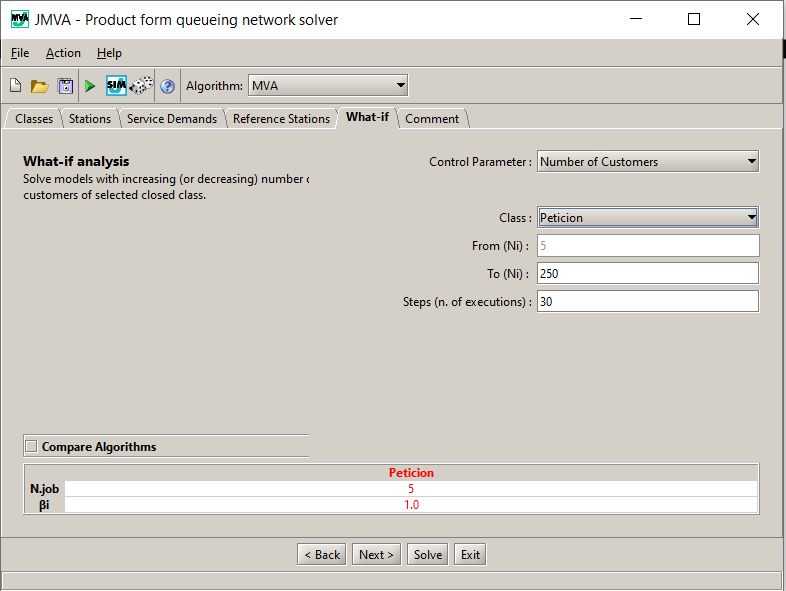 MVA JMVA - Product form queueing network solver
File Action Help
SIM Algorithm: MVA
Classes Stations Service Demands Reference Stations What-if Comment
What-if analysis
Solve models with increasing (or decreasing) number
customers of selected closed class.
Control Parameter : Number of Customers
Class : Peticion
From (Ni) : 5
To (Ni) : 250
Steps (n. of executions) : 30
Compare Algorithms
Peticion
N.job 5
βi 1.0
< Back Next > Solve Exit